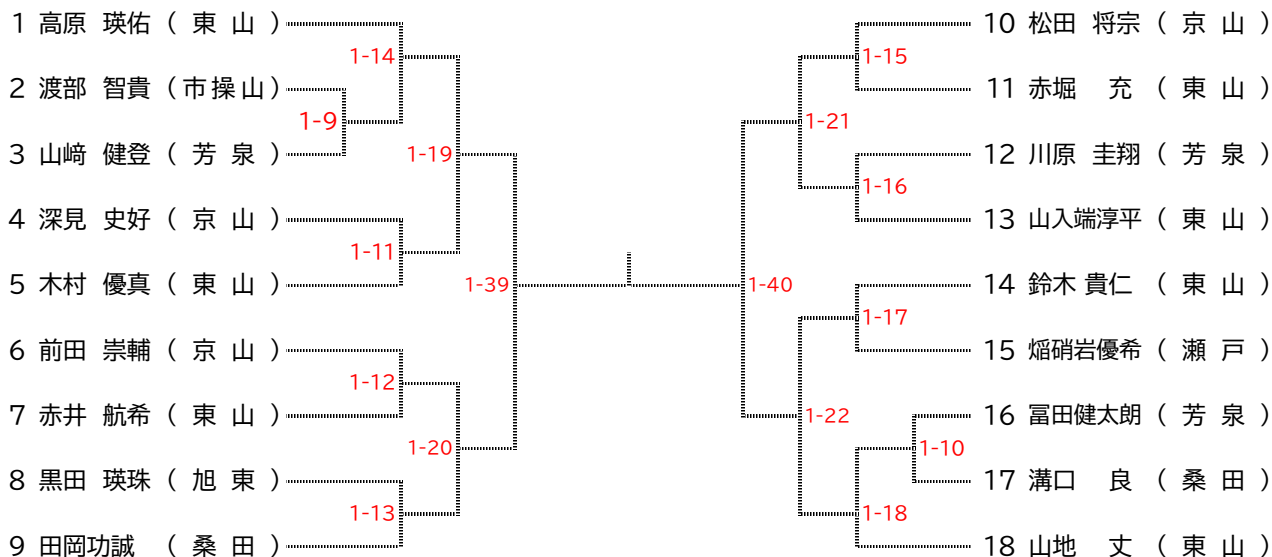 1 高原 瑛佑 ( 東 山 )
1-14
2 渡部 智貴 (市操山)
1-9
3 山﨑 健登 ( 芳 泉 )
1-19
4 深見 史好 ( 京 山 )
1-11
5 木村 優真 ( 東 山 )
1-39
6 前田 崇輔 ( 京 山 )
1-12
7 赤井 航希 ( 東 山 )
1-20
8 黒田 瑛珠 ( 旭 東 )
1-13
9 田岡功誠 ( 桑 田 )
10 松田 将宗 ( 京 山 )
1-15
11 赤堀 充 ( 東 山 )
1-21
12 川原 圭翔 ( 芳 泉 )
1-16
13 山入端淳平 ( 東 山 )
1-40
14 鈴木 貴仁 ( 東 山 )
1-17
15 焰硝岩優希 ( 瀬 戸 )
1-22
16 冨田健太朗 ( 芳 泉 )
1-10
17 溝口 良 ( 桑 田 )
1-18
18 山地 丈 ( 東 山 )